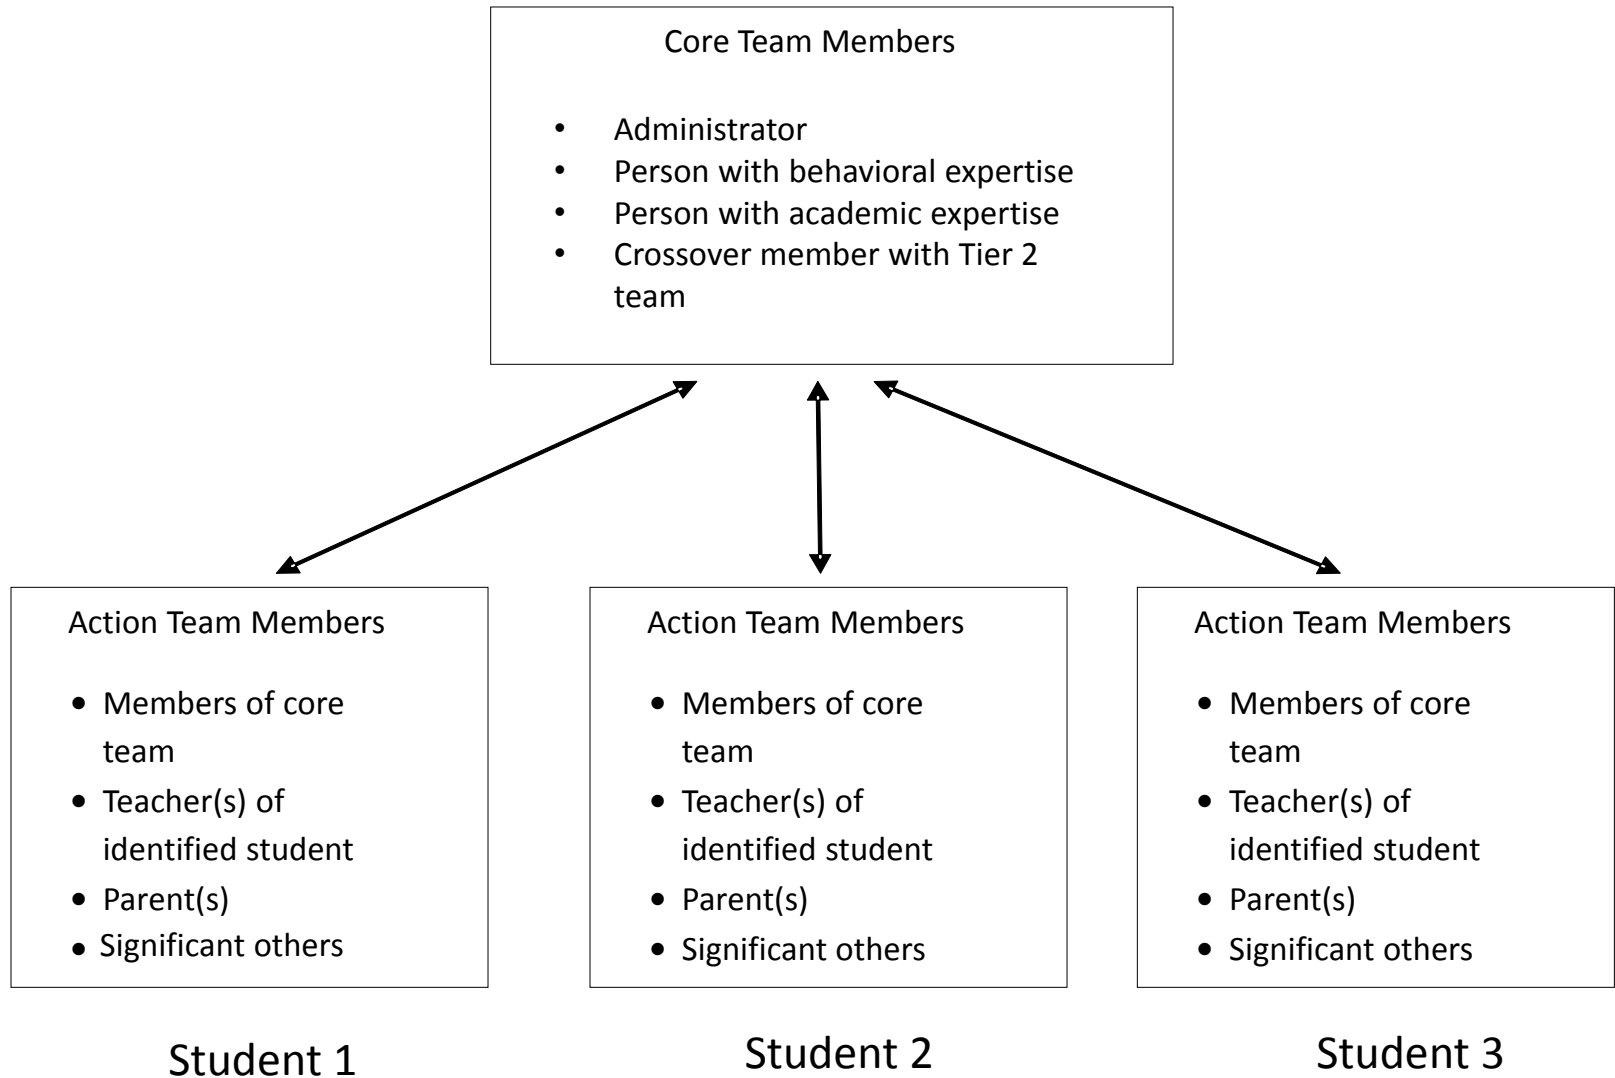 Core Team Members
• Administrator
• Person with behavioral expertise
• Person with academic expertise
• Crossover member with Tier 2
team
Action Team Members
• Members of core
team
• Teacher(s) of
identified student
• Parent(s)
• Significant others
Student 1
Action Team Members
• Members of core
team
• Teacher(s) of
identified student
• Parent(s)
• Significant others
Student 2
Action Team Members
• Members of core
team
• Teacher(s) of
identified student
• Parent(s)
• Significant others
Student 3